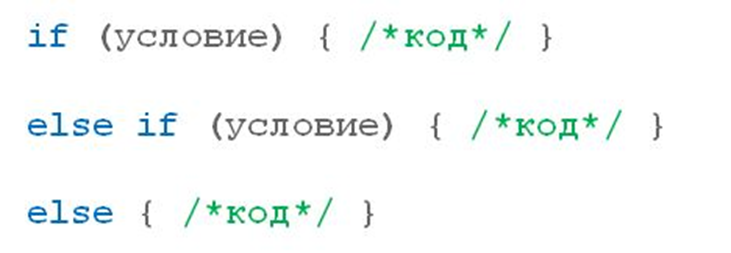 if (условие) { /*код*/ }
else if (условие) { /*код*/ }
else { /*код*/ }